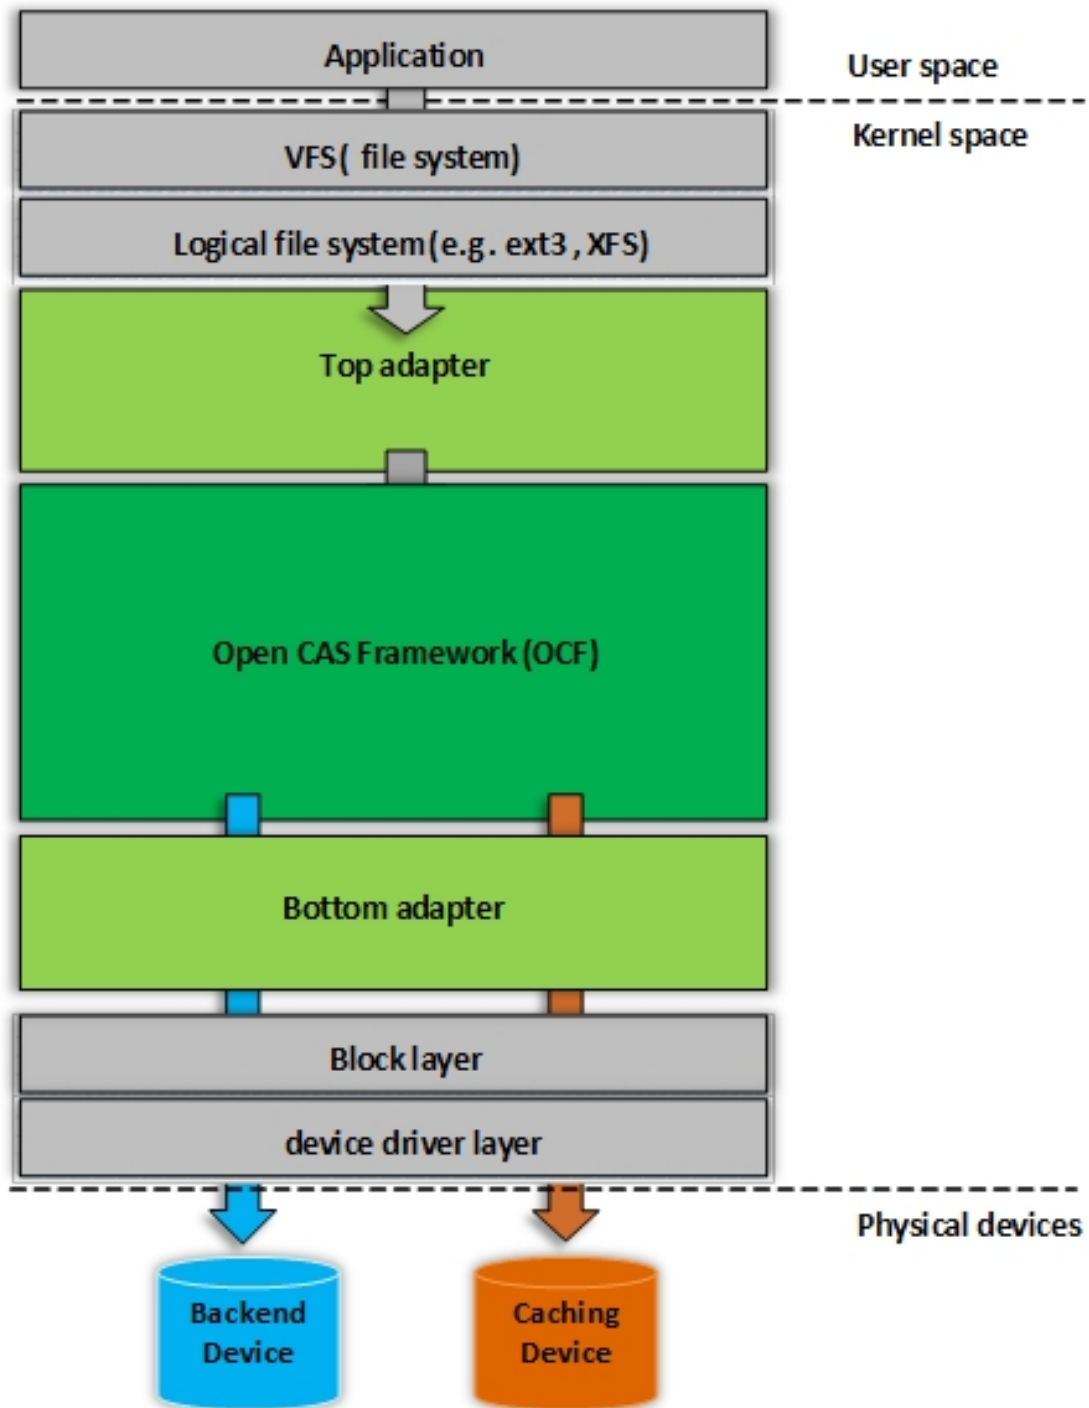 Application
User space
Kernel space
VFS( file system)
Logical file system(e.g. ext3, XFS)
Top adapter
Open CAS Framework(OCF)
Bottom adapter
Block layer
device driver layer
Physical devices
Backend
Device
Caching
Device